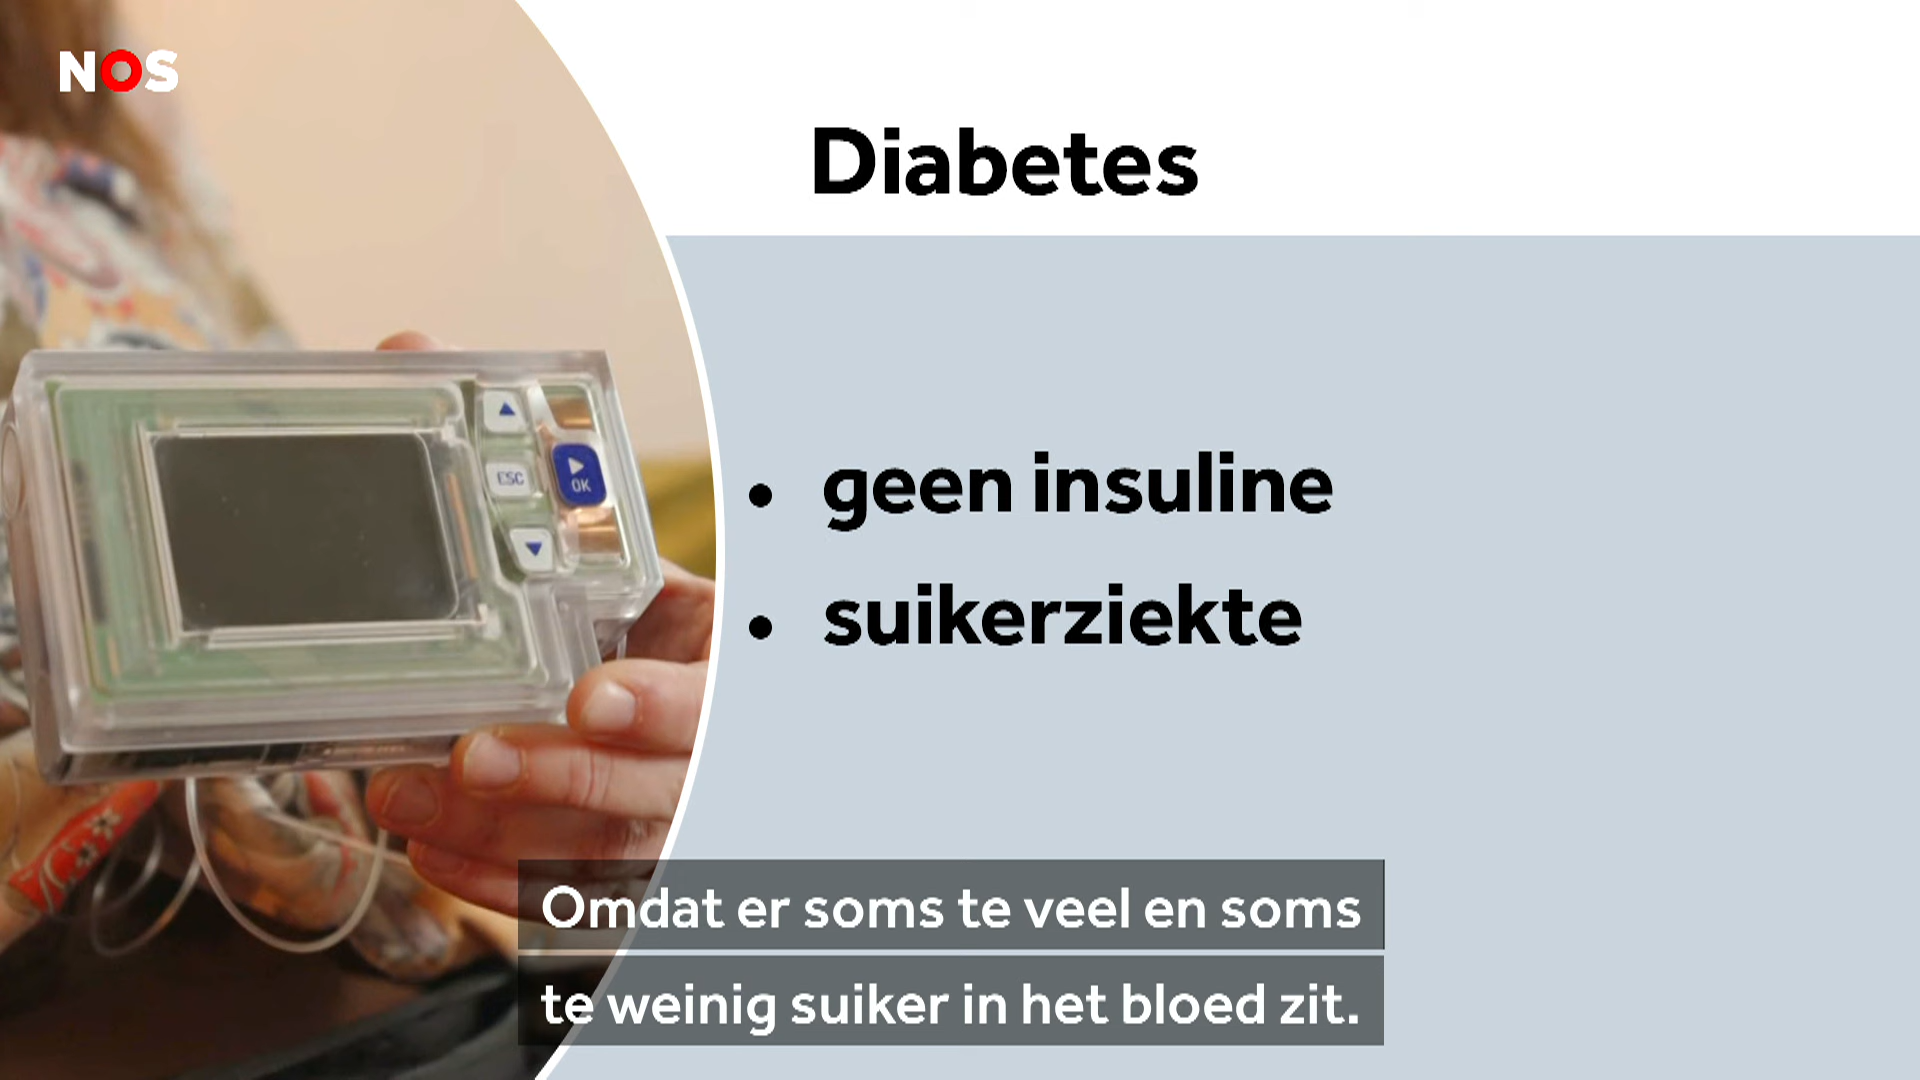 NOS
Diabetes
ESC
OK
• geen insuline
• suikerziekte
Omdat er soms te veel en soms
te weinig suiker in het bloed zit.